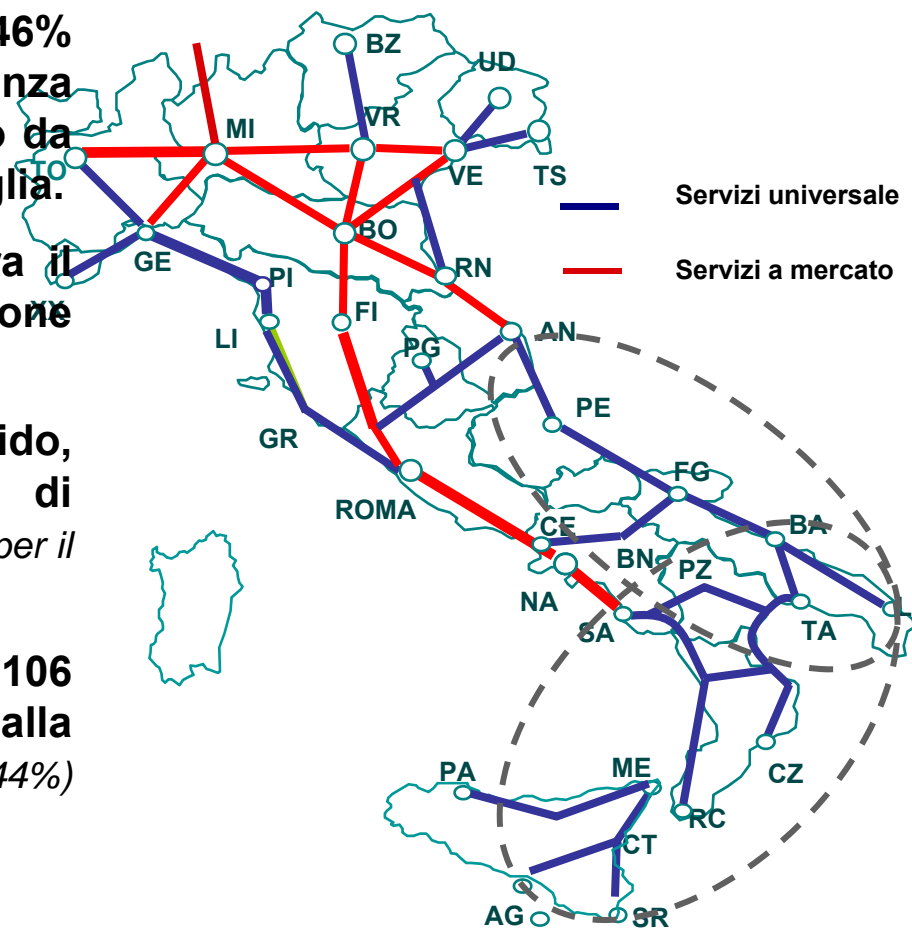 46%
nza
o da
glia.
va il
one
ido,
di
per il
106
alla
44%)
BZ
UD
VR
MI
TO
VE
TS
Servizi universale
BO
GE
RN
Servizi a mercato
PI
XX
FI
LI
AN
PG
PE
GR
FG
ROMA
CE
BA
BN
PZ
NA
SA
TA
ME
PA
CZ
RC
CT
AG
SR